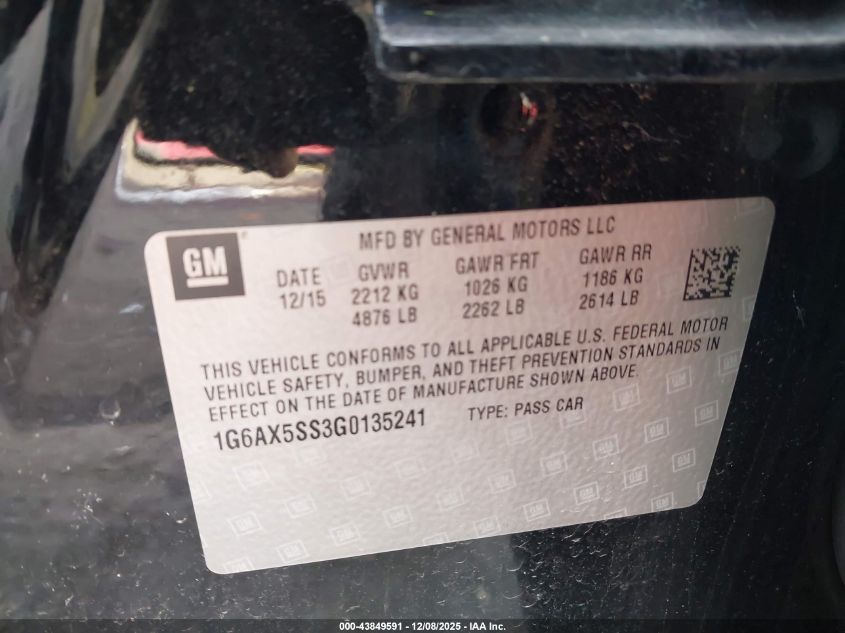 GM
MFD BY GENERAL MOTORS LLC
DATE GVWR GAWR FRT GAWR RR
12/15 2212 KG 1026 KG 1186 KG
4876 LB 2262 LB 2614 LB
THIS VEHICLE CONFORMS TO ALL APPLICABLE U.S. FEDERAL MOTOR
VEHICLE SAFETY, BUMPER, AND THEFT PREVENTION STANDARDS IN
EFFECT ON THE DATE OF MANUFACTURE SHOWN ABOVE.
1G6AX5SS3G0135241 TYPE: PASS CAR
000-43849591 - 12/08/2025 - IAA Inc.